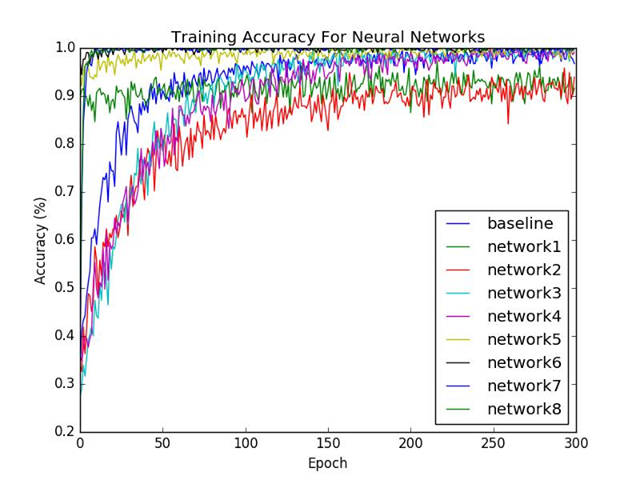 Training Accuracy For Neural Networks
1.0
0.9
0.8
0.7
0.6
0.5
0.4
0.3
0.2
Accuracy (%)
baseline
network1
network2
network3
network4
network5
network6
network7
network8
0 50 100 150 200 250 300
Epoch